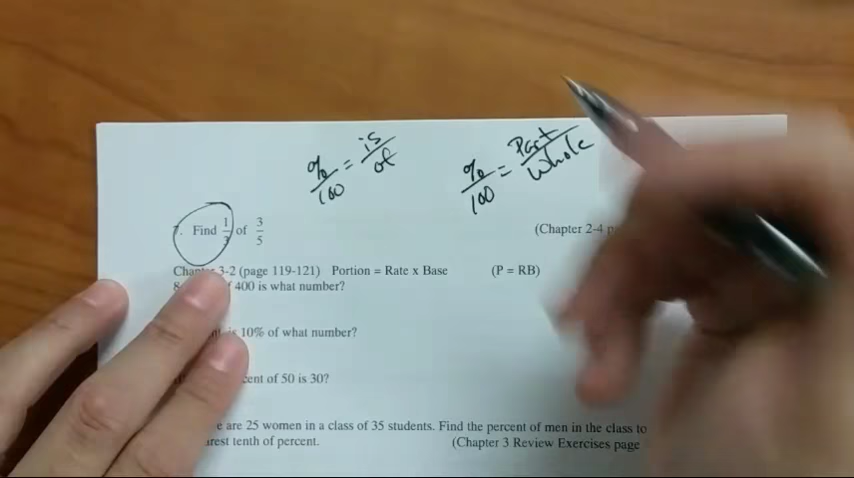 %/100 = is/of
%/100 = Part/Whole
7. Find 1/3 of 3/5 (Chapter 2-4
Chapter 3-2 (page 119-121) Portion = Rate x Base (P = RB)
400 is what number?
is 10% of what number?
cent of 50 is 30?
e are 25 women in a class of 35 students. Find the percent of men in the class to
rest tenth of percent. (Chapter 3 Review Exercises page